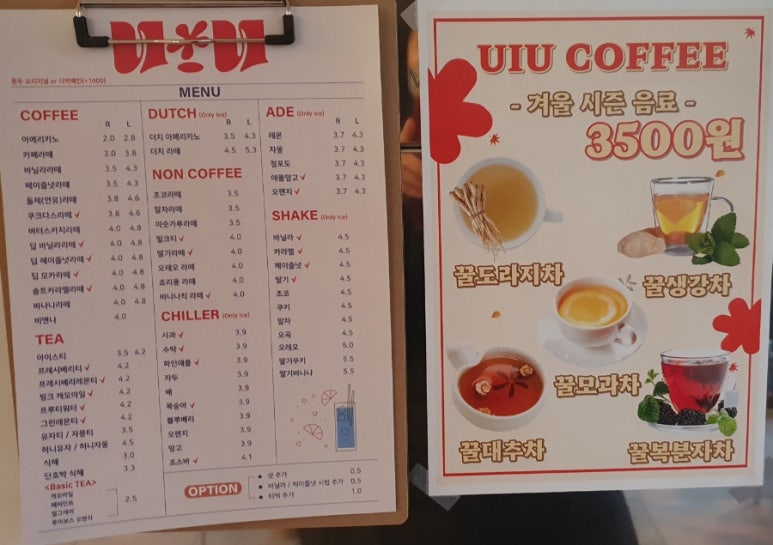 원두 오리지널 or 디카페인(+1000)
MENU
COFFEE
R L
아메리카노 2.0 2.8
카페라떼 3.0 3.8
바닐라라떼 3.5 4.3
헤이즐넛라떼 3.5 4.3
돌체(연유)라떼 3.8 4.6
쿠크다스라떼 ✓ 3.8 4.6
버터스카치라떼 4.0 4.8
딥 바닐라라떼 ✓ 4.0 4.8
딥 헤이즐넛라떼 ✓ 4.0 4.8
딥 모카라떼 ✓ 4.0 4.8
솔트카라멜라떼 ✓ 4.0 4.8
바나나라떼 4.0 4.8
비엔나 4.0
TEA
아이스티 3.5 4.2
프레시베리티 ✓ 4.2
프레시베리레몬티 ✓ 4.2
핑크 캐모마일 ✓ 4.2
프루티워터 ✓ 4.2
그린레몬티 ✓ 4.2
유자티 / 자몽티 3.5
허니유자 / 허니자몽 4.5
식혜 3.0
단호박 식혜 3.3
<Basic TEA>
캐모마일
페퍼민트
얼그레이
루이보스 오렌지
2.5
DUTCH (Only Ice)
R L
더치 아메리카노 3.5 4.3
더치 라떼 4.5 5.3
NON COFFEE
초코라떼 3.5
말차라떼 3.5
미숫가루라떼 3.5
밀크티 ✓ 4.0
딸기라떼 ✓ 4.0
오레오 라떼 4.0
죠리퐁 라떼 4.0
바나나킥 라떼 ✓ 4.0
CHILLER (Only Ice)
사과 ✓ 3.9
수박 ✓ 3.9
파인애플 ✓ 3.9
자두 3.9
배 3.9
복숭아 ✓ 3.9
블루베리 3.9
오렌지 3.9
망고 3.9
죠스바 ✓ 4.1
ADE (Only Ice)
R L
레몬 3.7 4.3
자몽 3.7 4.3
청포도 3.7 4.3
애플망고 ✓ 3.7 4.3
오렌지 ✓ 3.7 4.3
SHAKE (Only Ice)
바닐라 ✓ 4.5
카라멜 ✓ 4.5
헤이즐넛 ✓ 4.5
딸기 ✓ 4.5
초코 4.5
쿠키 4.5
말차 4.5
오곡 4.5
오레오 5.0
딸기쿠키 5.5
딸기바나나 5.5
OPTION
• 샷 추가 0.5
• 바닐라 / 헤이즐넛 시럽 추가 0.5
• 티백 추가 1.0
UIU COFFEE
- 겨울 시즌 음료 -
3500원
꿀도라지차
꿀생강차
꿀모과차
꿀대추차
꿀복분자차